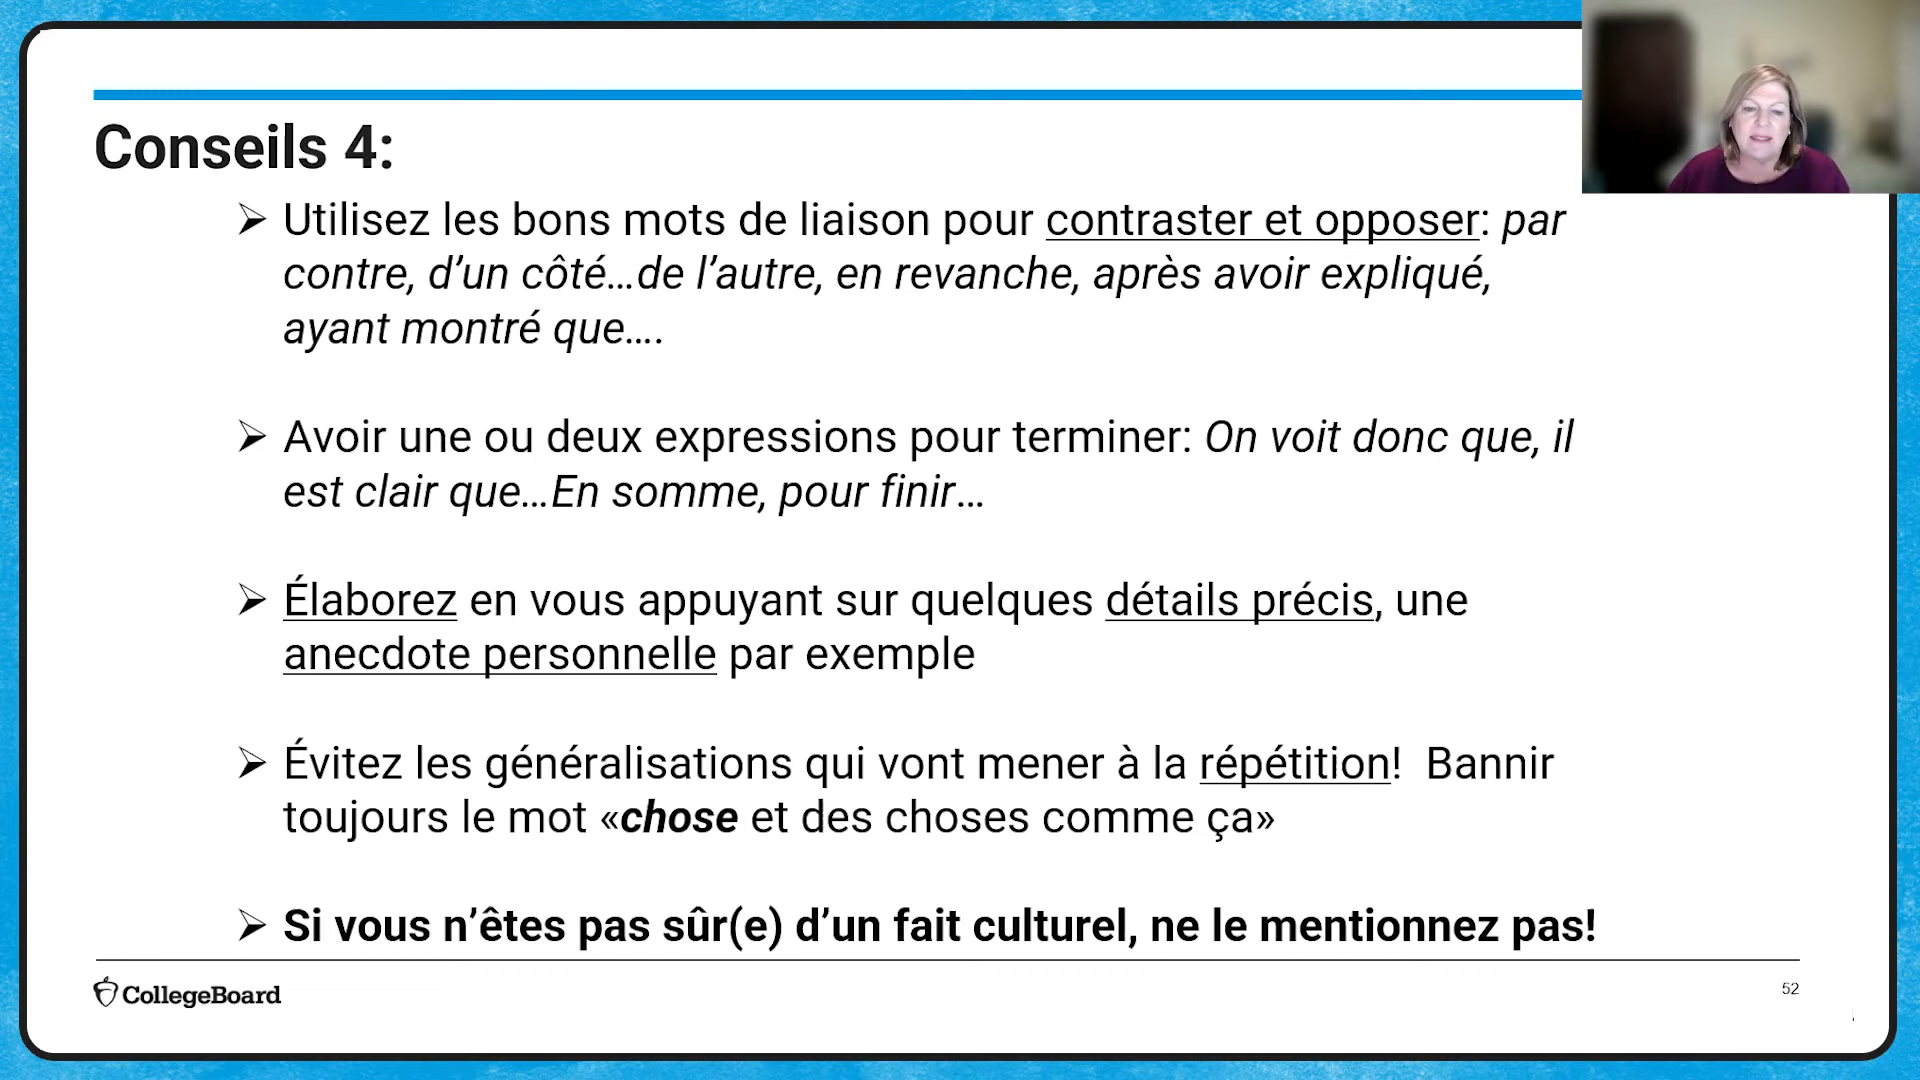 Conseils 4:
➢ Utilisez les bons mots de liaison pour contraster et opposer: par
contre, d’un côté…de l’autre, en revanche, après avoir expliqué,
ayant montré que….
➢ Avoir une ou deux expressions pour terminer: On voit donc que, il
est clair que…En somme, pour finir…
➢ Élaborez en vous appuyant sur quelques détails précis, une
anecdote personnelle par exemple
➢ Évitez les généralisations qui vont mener à la répétition!  Bannir
toujours le mot «chose et des choses comme ça»
➢ Si vous n’êtes pas sûr(e) d’un fait culturel, ne le mentionnez pas!
CollegeBoard
52